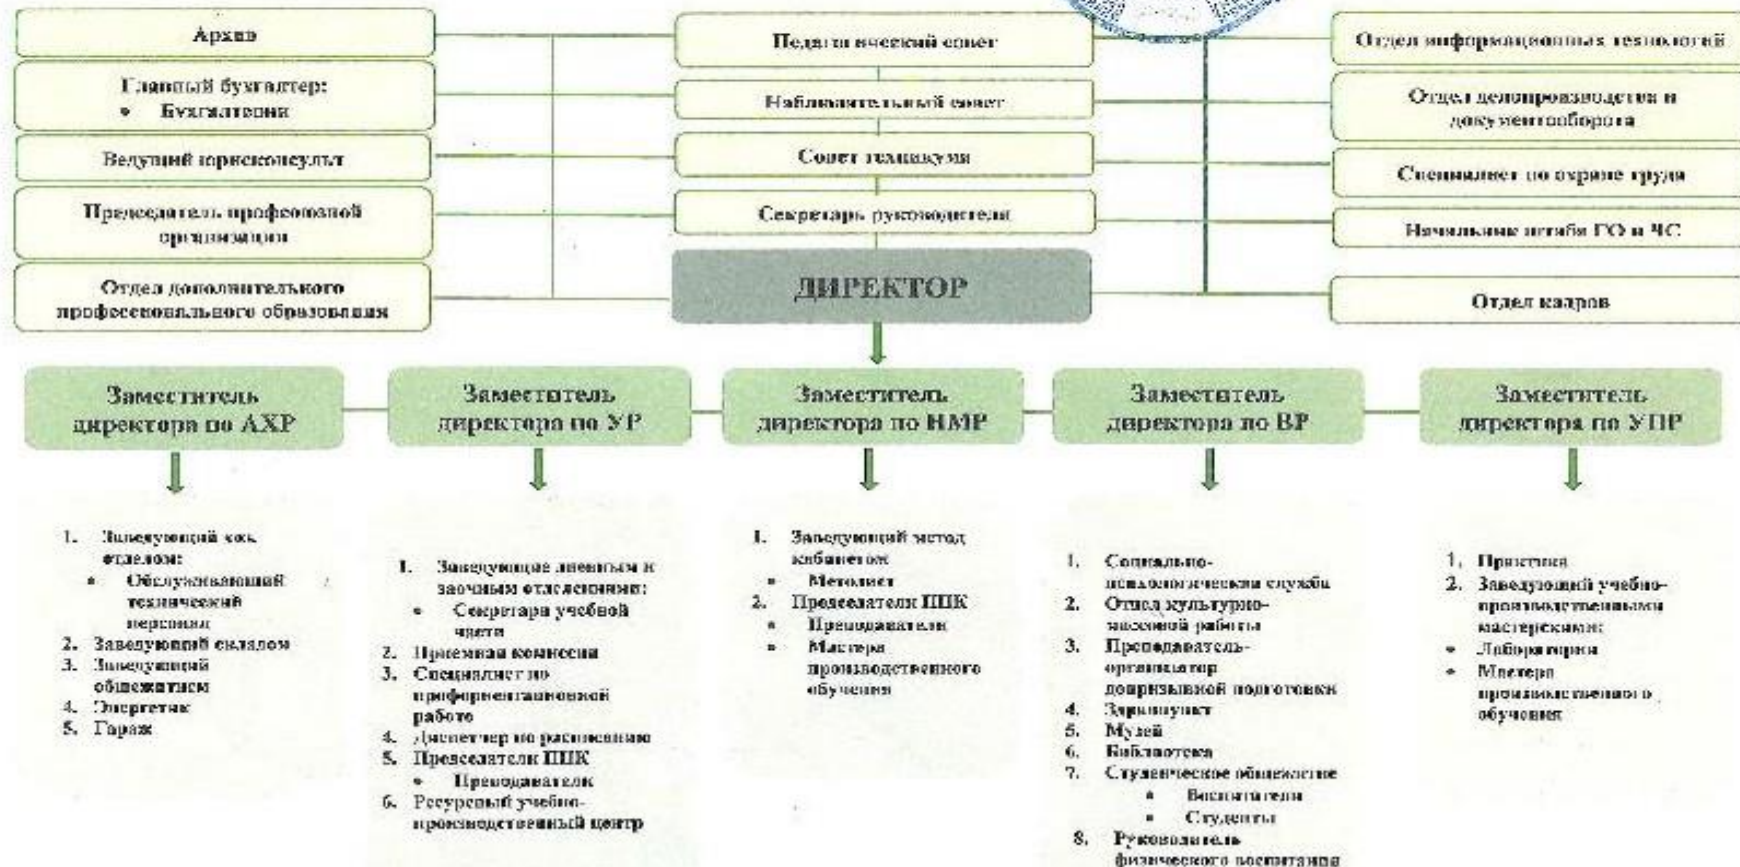 Архив
Главный бухгалтер:
• Бухгалтерия
Ведущий юрисконсульт
Председатель профсоюзной
организации
Отдел дополнительного
профессионального образования
Педагогический совет
Наблюдательный совет
Совет техникума
Секретарь руководителя
ДИРЕКТОР
Отдел информационных технологий
Отдел делопроизводства и
документооборота
Специалист по охране труда
Начальник штаба ГО и ЧС
Отдел кадров
Заместитель
директора по АХР
Заместитель
директора по УР
Заместитель
директора по НМР
Заместитель
директора по ВР
Заместитель
директора по УПР
1. Заведующий хоз.
отделом:
• Обслуживающий
технический
персонал
2. Заведующий складом
3. Заведующий
общежитием
4. Энергетик
5. Гараж
1. Заведующие дневным и
заочным отделениями:
• Секретари учебной
части
2. Приемная комиссия
3. Специалист по
профориентационной
работе
4. Диспетчер по расписанию
5. Председатели ПЦК
• Преподаватели
6. Ресурсный учебно-
производственный центр
1. Заведующий метод
кабинетом
• Методист
2. Председатели ПЦК
• Преподаватели
• Мастера
производственного
обучения
1. Социально-
психологическая служба
2. Отдел культурно-
массовой работы
3. Преподаватель-
организатор
допризывной подготовки
4. Здравпункт
5. Музей
6. Библиотека
7. Студенческое общежитие
• Воспитатели
• Студенты
8. Руководитель
физического воспитания
1. Практика
2. Заведующий учебно-
производственными
мастерскими:
• Лаборатории
• Мастера
производственного
обучения